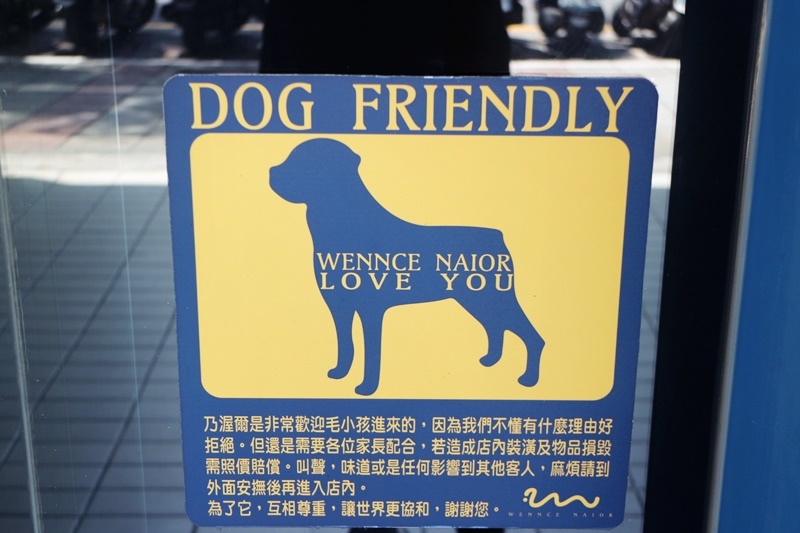 DOG FRIENDLY
WENNCE NAIOR
LOVE YOU
乃渥爾是非常歡迎毛小孩進來的，因為我們不懂有什麼理由好
拒絕。但還是需要各位家長配合，若造成店內裝潢及物品損毀
需照價賠償。叫聲，味道或是任何影響到其他客人，麻煩請到
外面安撫後再進入店內。
為了它，互相尊重，讓世界更協和，謝謝您。
WENNCE NAIOR